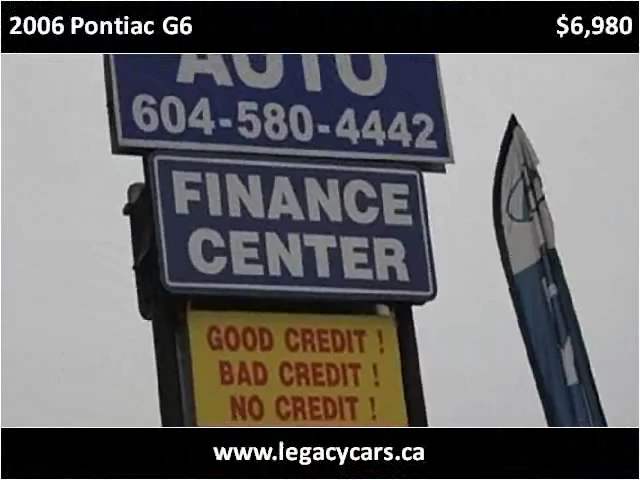 2006 Pontiac G6 $6,980
AUTO
604-580-4442
FINANCE
CENTER
GOOD CREDIT !
BAD CREDIT !
NO CREDIT !
www.legacycars.ca